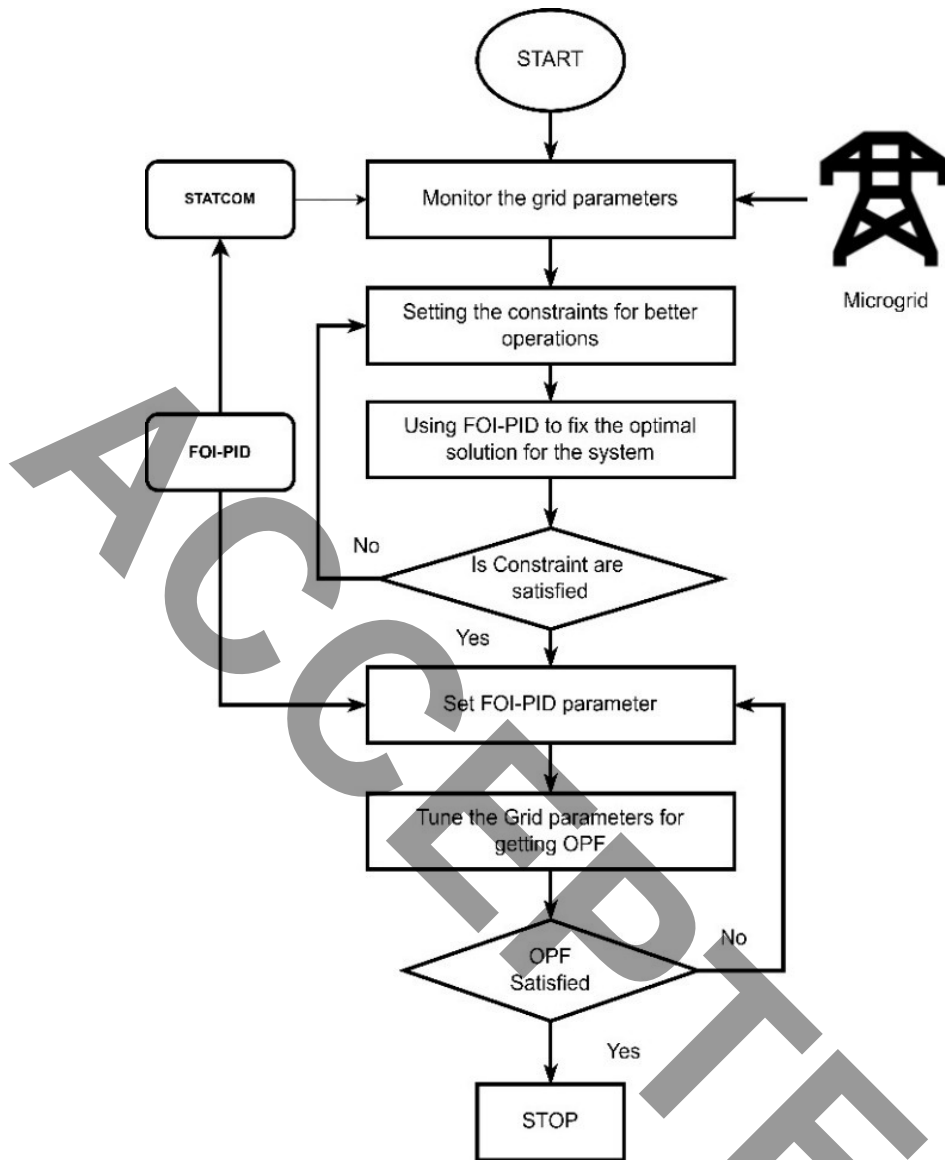 START
STATCOM
Monitor the grid parameters
Microgrid
Setting the constraints for better
operations
FOI-PID
Using FOI-PID to fix the optimal
solution for the system
No
Is Constraint are
satisfied
Yes
Set FOI-PID parameter
Tune the Grid parameters for
getting OPF
No
OPF
Satisfied
Yes
STOP
ACCEPTE